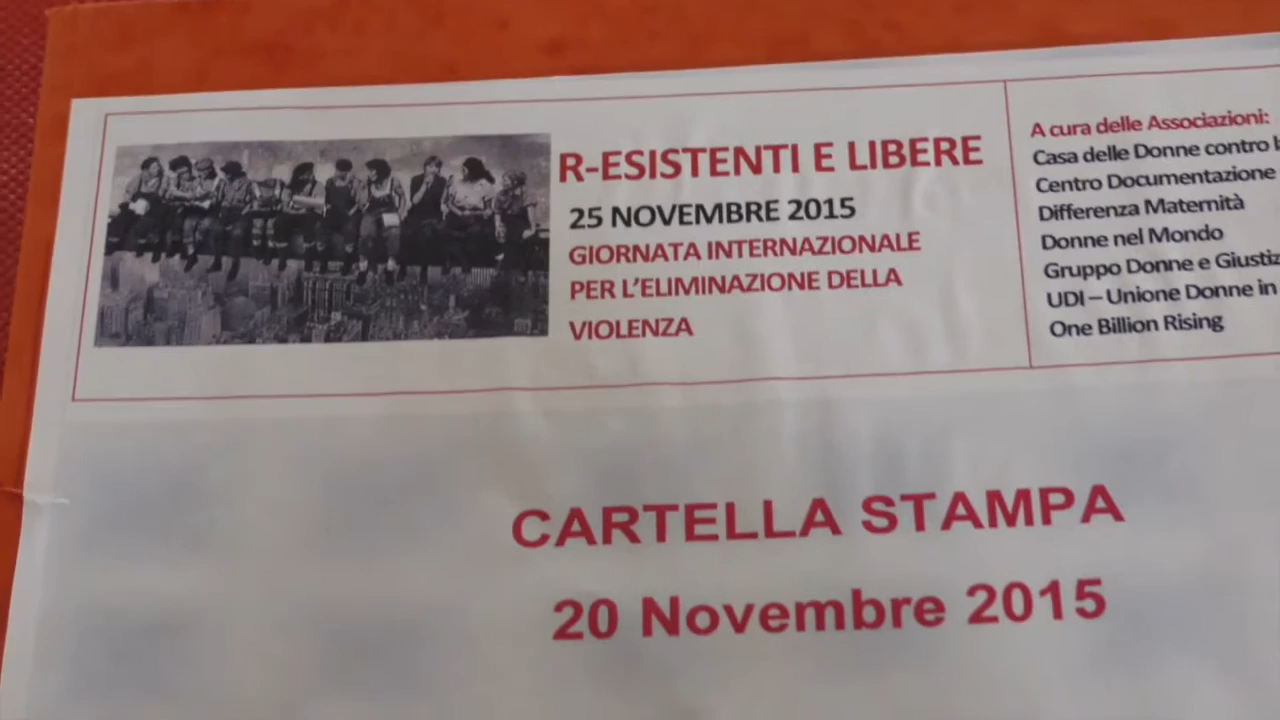 R-ESISTENTI E LIBERE
25 NOVEMBRE 2015
GIORNATA INTERNAZIONALE
PER L'ELIMINAZIONE DELLA
VIOLENZA
A cura delle Associazioni:
Casa delle Donne contro
Centro Documentazione
Differenza Maternità
Donne nel Mondo
Gruppo Donne e
UDI – Unione Donne in
One Billion Rising
CARTELLA STAMPA
20 Novembre 2015